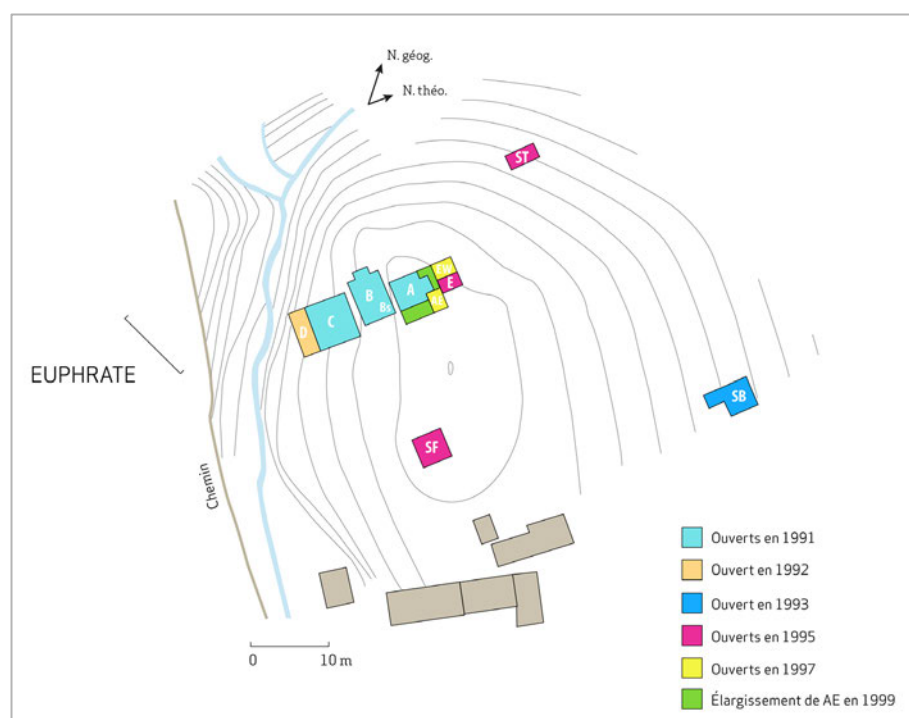 N. géog.
N. théo.
ST
A
E
B
Bs
D
C
EUPHRATE
SB
SF
Chemin
Ouverts en 1991
Ouvert en 1992
Ouvert en 1993
Ouverts en 1995
Ouverts en 1997
Élargissement de AE en 1999
0 10 m